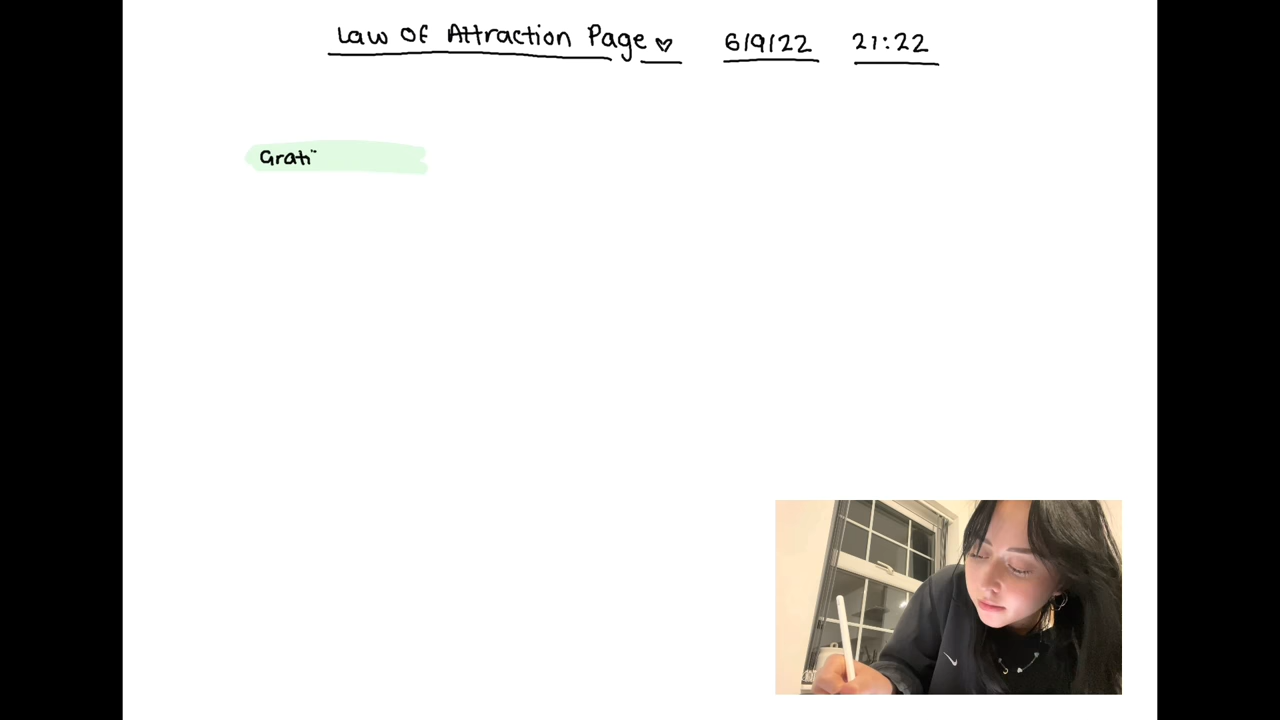 Law Of Attraction Page ♡ 6/9/22 21:22
Grati